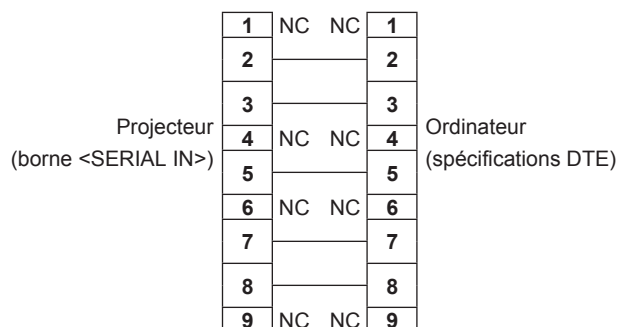 1 NC NC 1
2 2
3 3
Projecteur
(borne <SERIAL IN>)
4 NC NC 4
Ordinateur
(spécifications DTE)
5 5
6 NC NC 6
7 7
8 8
9 NC NC 9